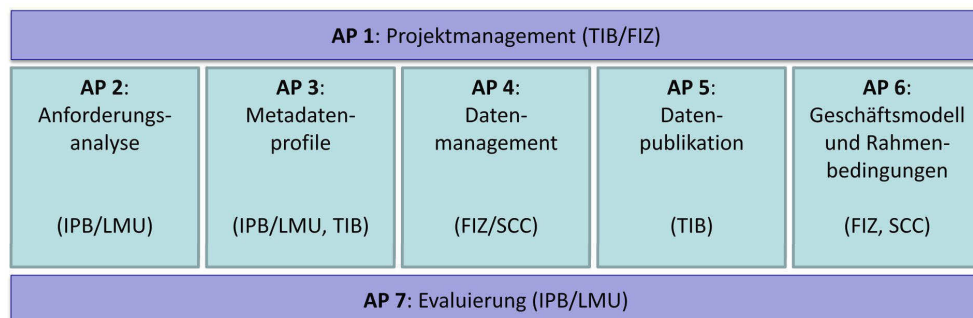 AP 1: Projektmanagement (TIB/FIZ)
AP 2:
Anforderungs-
analyse
(IPB/LMU)
AP 3:
Metadaten-
profile
(IPB/LMU, TIB)
AP 4:
Daten-
management
(FIZ/SCC)
AP 5:
Daten-
publikation
(TIB)
AP 6:
Geschäftsmodell
und Rahmen-
bedingungen
(FIZ, SCC)
AP 7: Evaluierung (IPB/LMU)